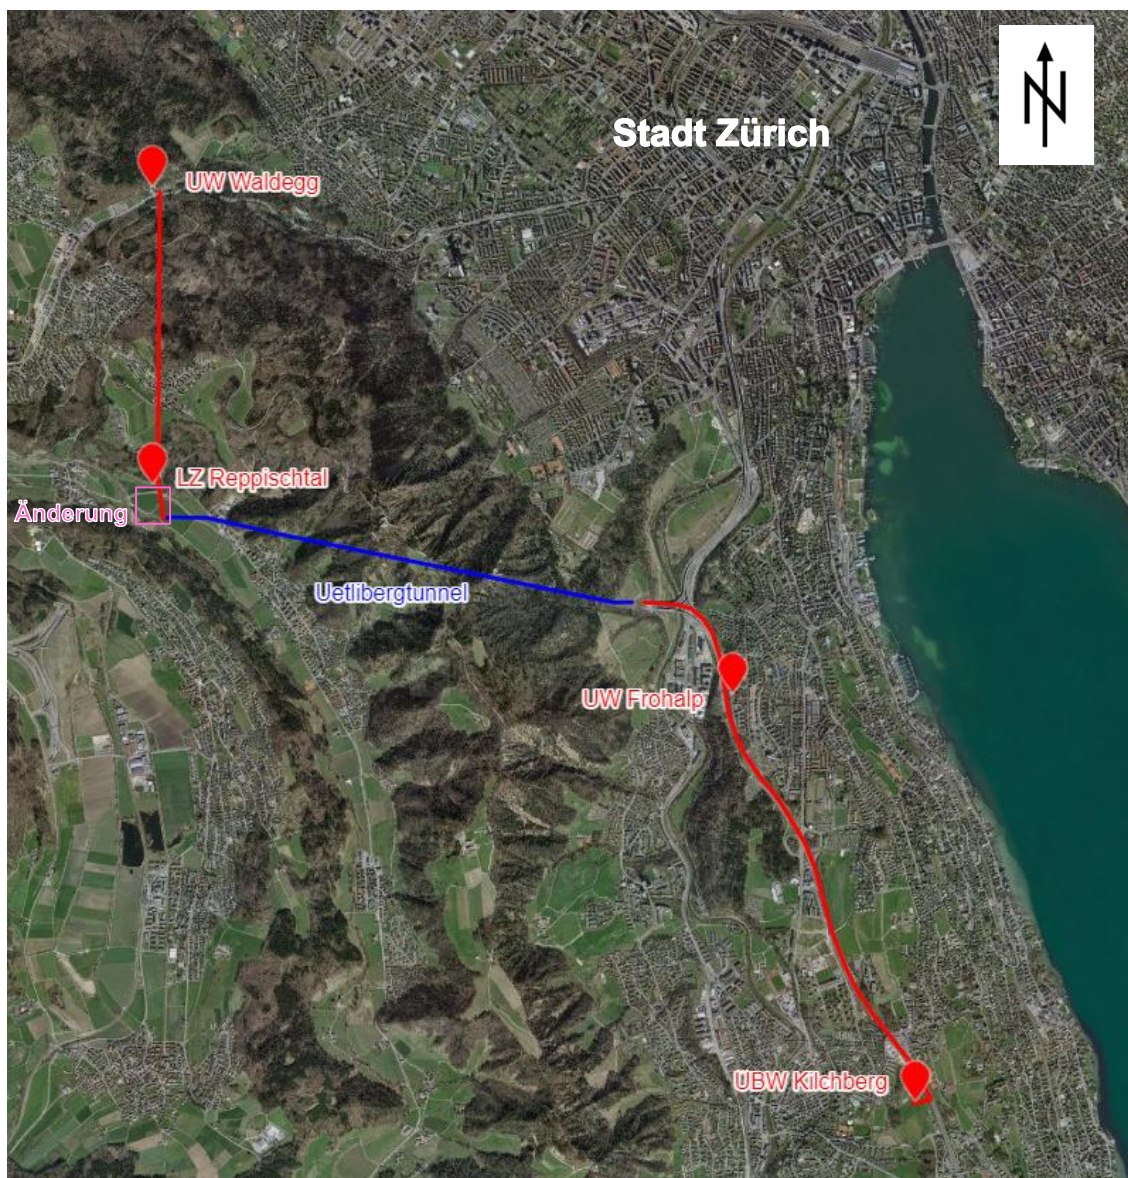 Stadt Zürich
UW Waldegg
LZ Reppischtal
Änderung
Uetlibergtunnel
UW Frohalp
ÜBW Kilchberg